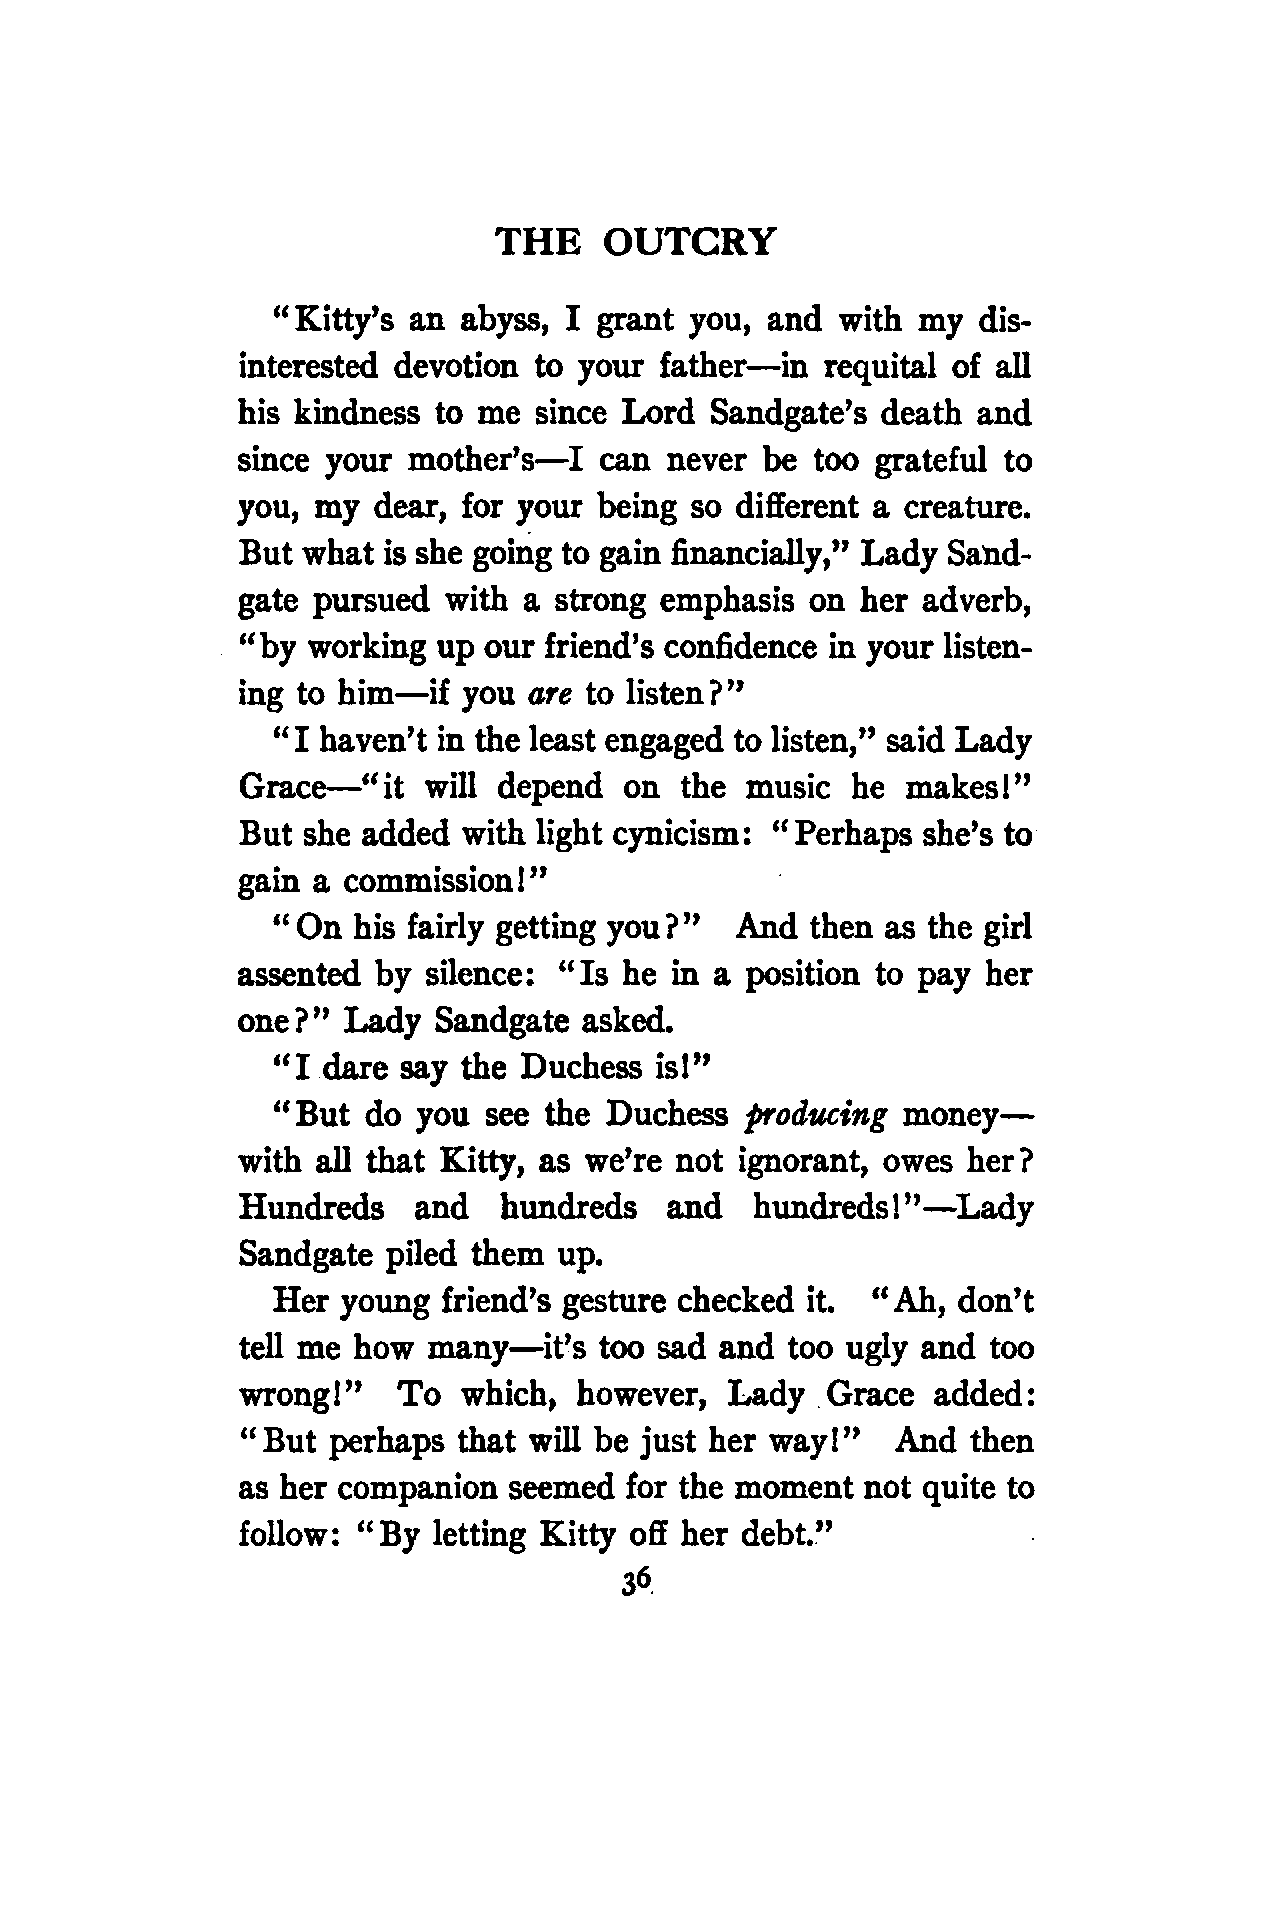 THE OUTCRY
“Kitty’s an abyss, I grant you, and with my dis-
interested devotion to your father—in requital of all
his kindness to me since Lord Sandgate’s death and
since your mother’s—I can never be too grateful to
you, my dear, for your being so different a creature.
But what is she going to gain financially,” Lady Sand-
gate pursued with a strong emphasis on her adverb,
“by working up our friend’s confidence in your listen-
ing to him—if you are to listen?”
“I haven’t in the least engaged to listen,” said Lady
Grace—“it will depend on the music he makes!”
But she added with light cynicism: “Perhaps she’s to
gain a commission!”
“On his fairly getting you?” And then as the girl
assented by silence: “Is he in a position to pay her
one?” Lady Sandgate asked.
“I dare say the Duchess is!”
“But do you see the Duchess producing money—
with all that Kitty, as we’re not ignorant, owes her?
Hundreds and hundreds and hundreds!”—Lady
Sandgate piled them up.
Her young friend’s gesture checked it. “Ah, don’t
tell me how many—it’s too sad and too ugly and too
wrong!” To which, however, Lady Grace added:
“But perhaps that will be just her way!” And then
as her companion seemed for the moment not quite to
follow: “By letting Kitty off her debt.”
36